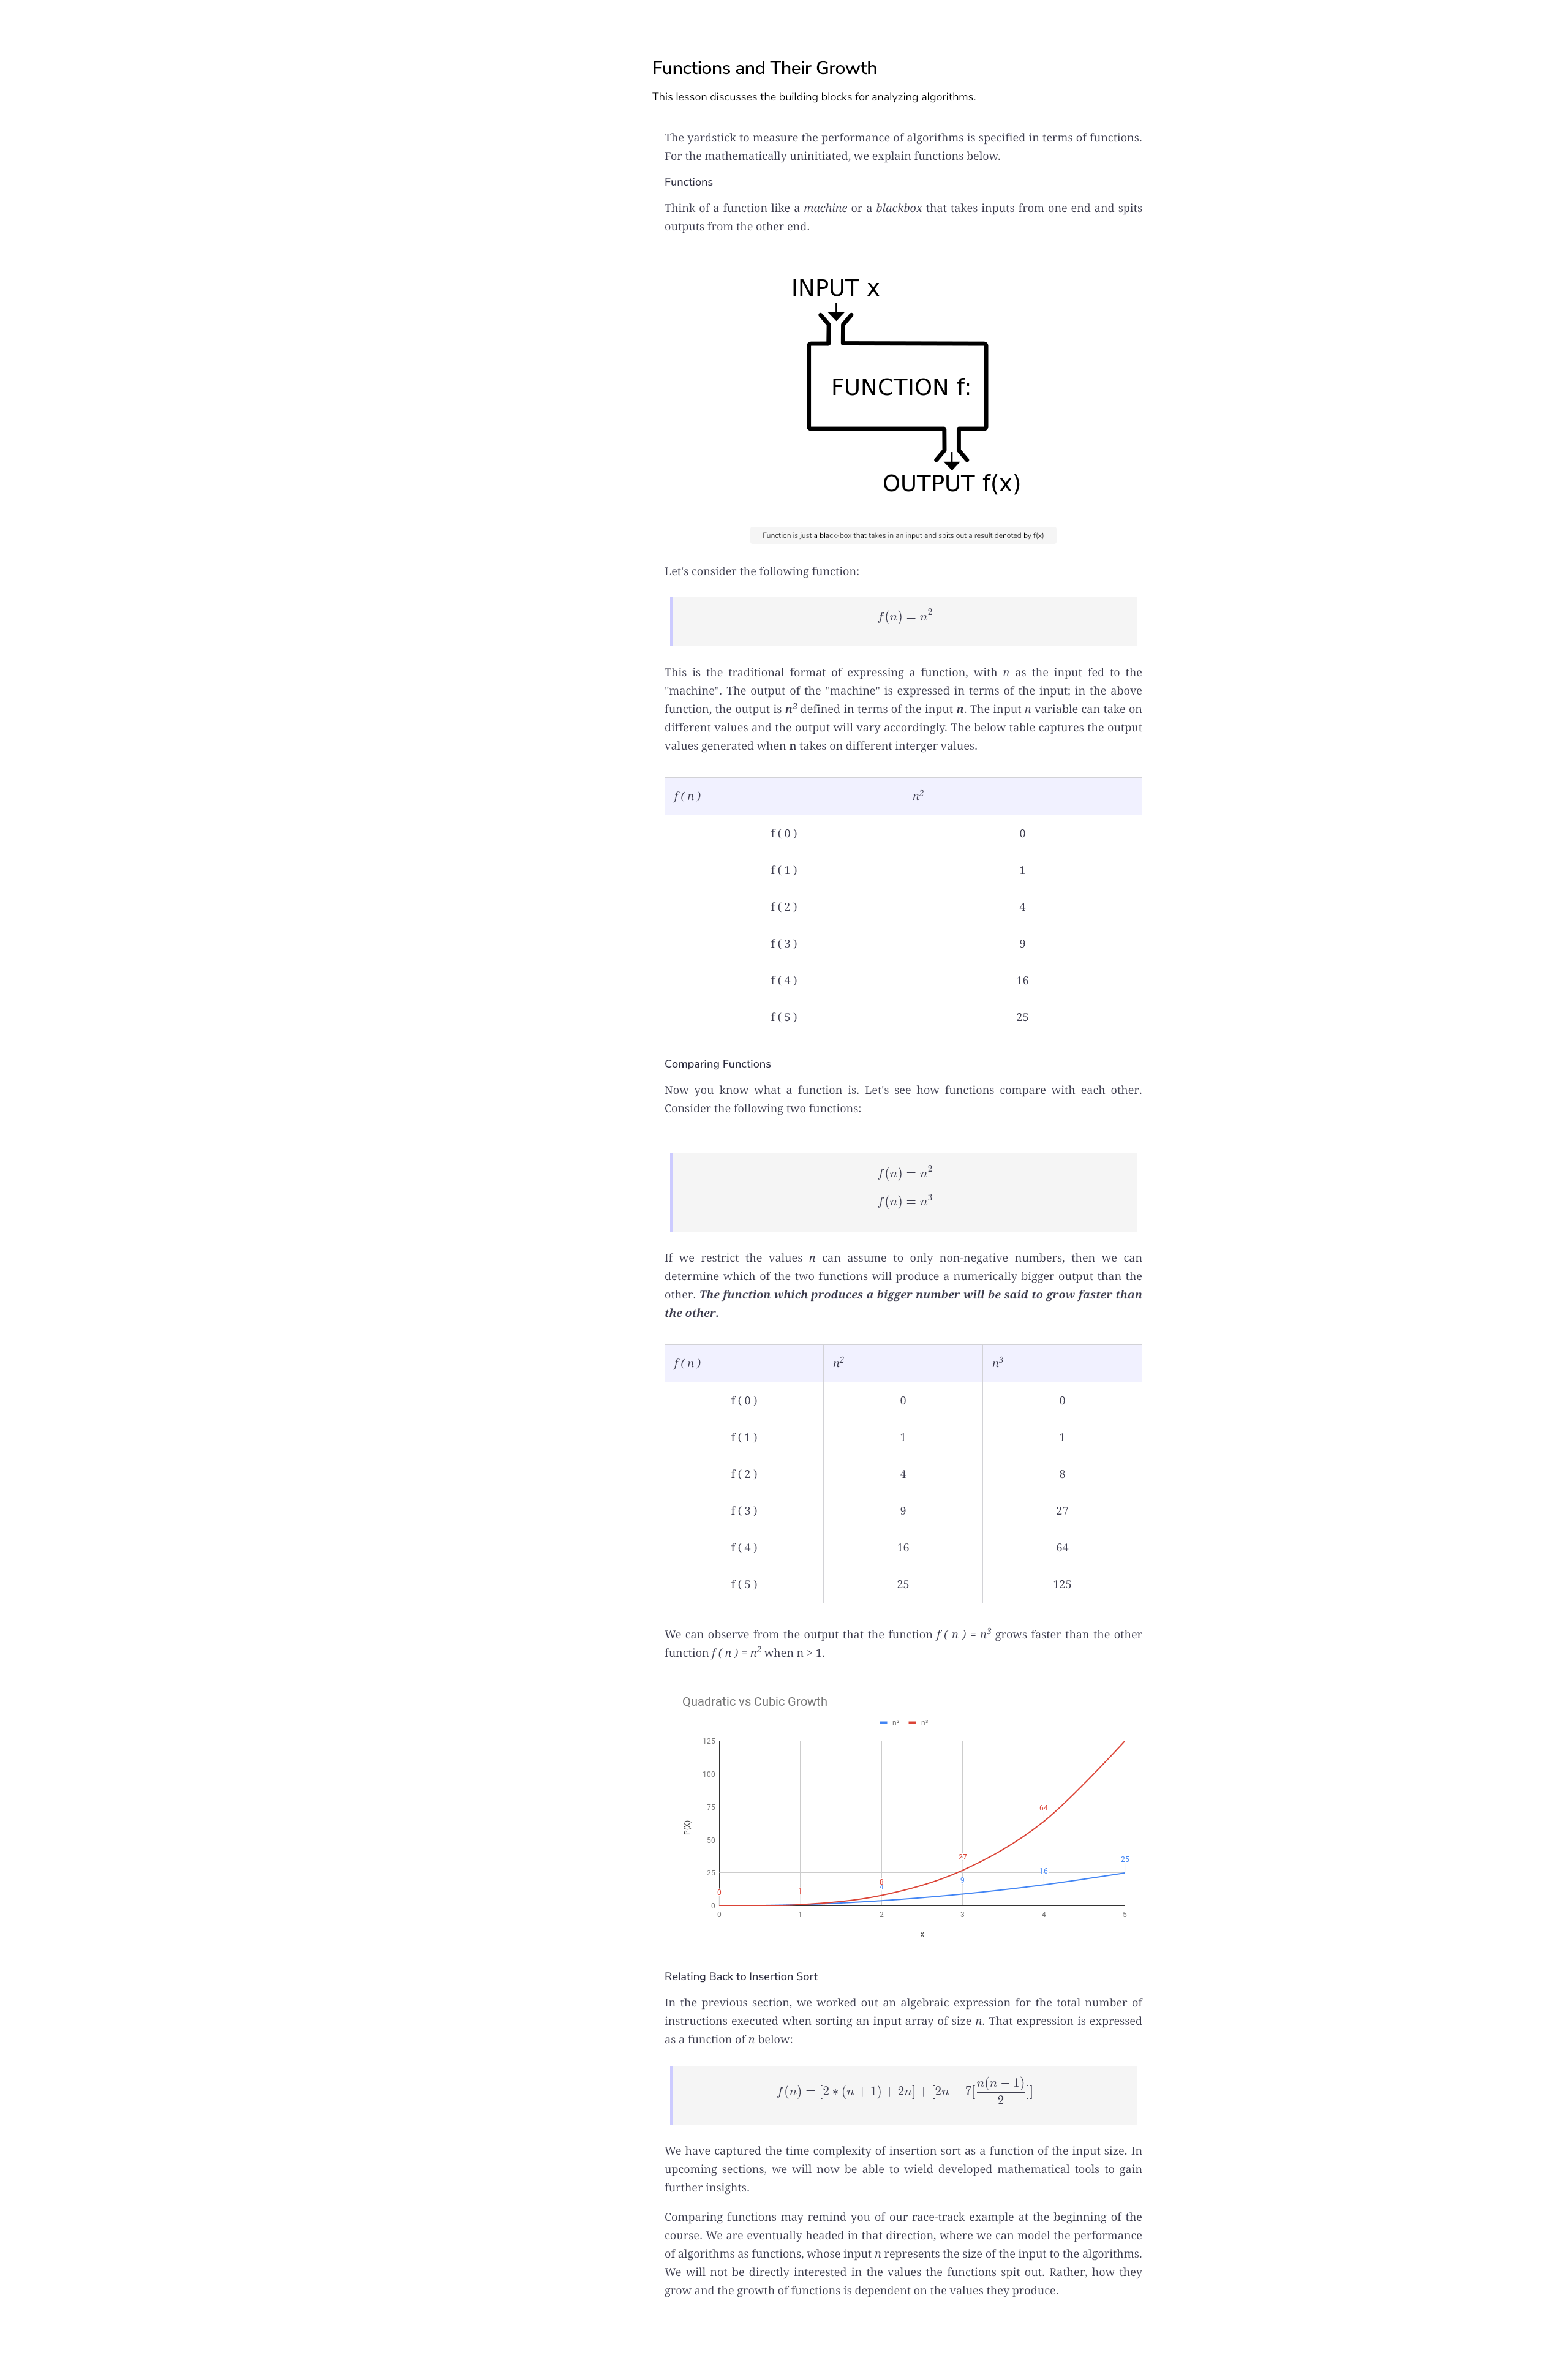 Functions and Their Growth
This lesson discusses the building blocks for analyzing algorithms.
The yardstick to measure the performance of algorithms is specified in terms of functions.
For the mathematically uninitiated, we explain functions below.
Functions
Think of a function like a machine or a blackbox that takes inputs from one end and spits
outputs from the other end.
INPUT x
FUNCTION f:
OUTPUT f(x)
Function is just a black-box that takes in an input and spits out a result denoted by f(x)
Let's consider the following function:
f(n) = n²
This is the traditional format of expressing a function, with n as the input fed to the
"machine". The output of the "machine" is expressed in terms of the input; in the above
function, the output is n² defined in terms of the input n. The input n variable can take on
different values and the output will vary accordingly. The below table captures the output
values generated when n takes on different interger values.
f ( n ) n²
f ( 0 ) 0
f ( 1 ) 1
f ( 2 ) 4
f ( 3 ) 9
f ( 4 ) 16
f ( 5 ) 25
Comparing Functions
Now you know what a function is. Let's see how functions compare with each other.
Consider the following two functions:
f(n) = n²
f(n) = n³
If we restrict the values n can assume to only non-negative numbers, then we can
determine which of the two functions will produce a numerically bigger output than the
other. The function which produces a bigger number will be said to grow faster than
the other.
f ( n ) n² n³
f ( 0 ) 0 0
f ( 1 ) 1 1
f ( 2 ) 4 8
f ( 3 ) 9 27
f ( 4 ) 16 64
f ( 5 ) 25 125
We can observe from the output that the function f ( n ) = n³ grows faster than the other
function f ( n ) = n² when n > 1.
Quadratic vs Cubic Growth
n² n³
125
100
75
50
25
0
P(X)
0 1 8 27 64
4 9 16 25
0 1 2 3 4 5
X
Relating Back to Insertion Sort
In the previous section, we worked out an algebraic expression for the total number of
instructions executed when sorting an input array of size n. That expression is expressed
as a function of n below:
f(n) = [2 ∗ (n + 1) + 2n] + [2n + 7[n(n − 1)/2]]
We have captured the time complexity of insertion sort as a function of the input size. In
upcoming sections, we will now be able to wield developed mathematical tools to gain
further insights.
Comparing functions may remind you of our race-track example at the beginning of the
course. We are eventually headed in that direction, where we can model the performance
of algorithms as functions, whose input n represents the size of the input to the algorithms.
We will not be directly interested in the values the functions spit out. Rather, how they
grow and the growth of functions is dependent on the values they produce.